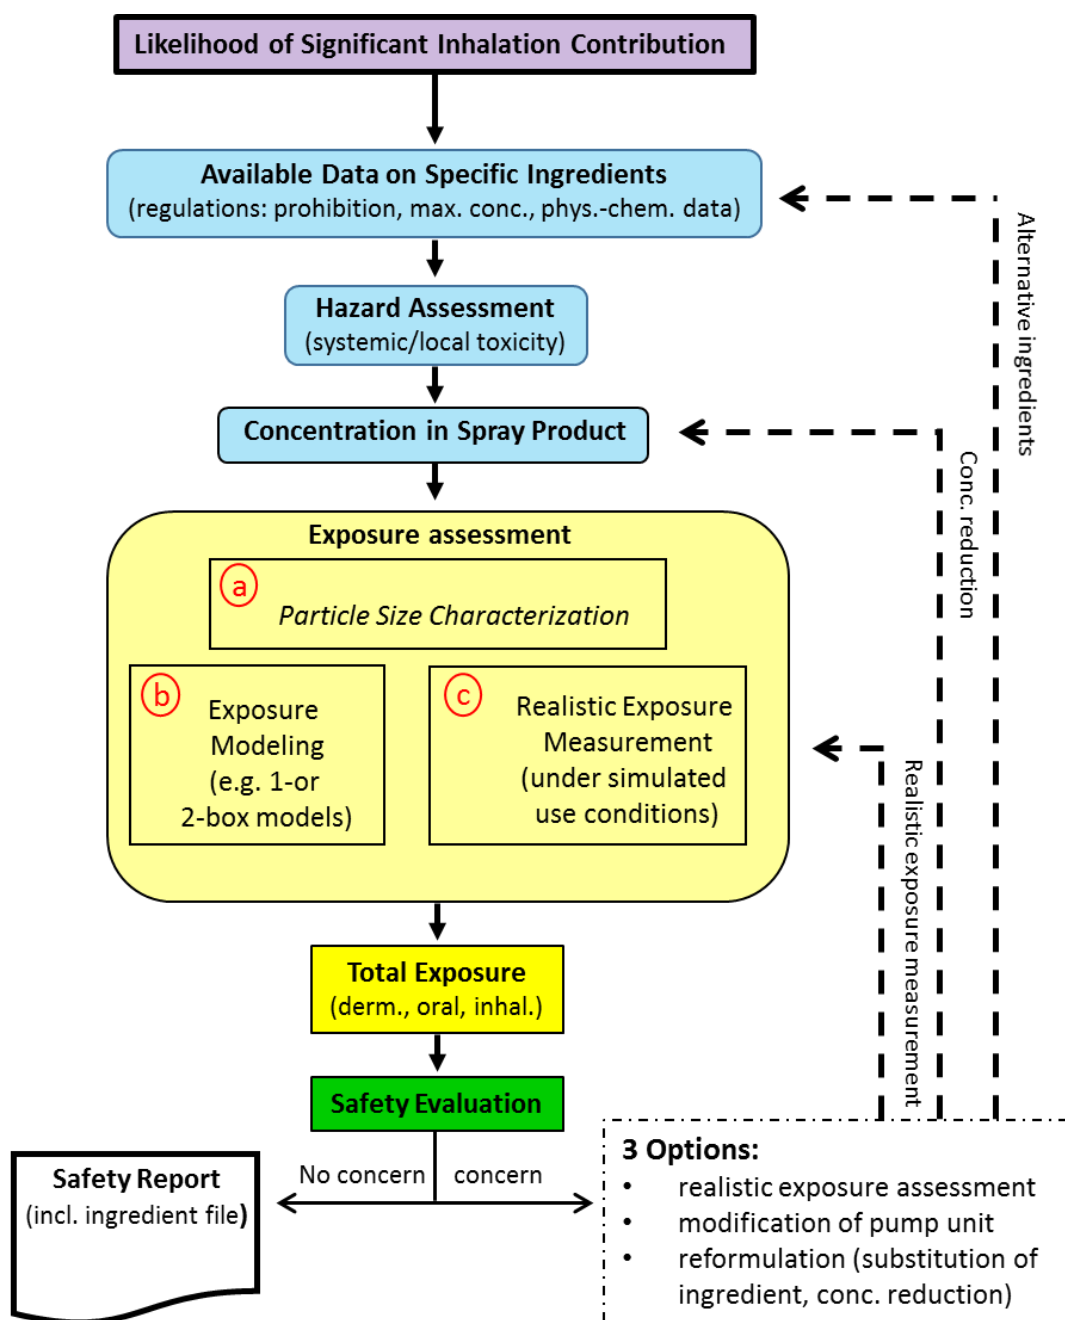 Likelihood of Significant Inhalation Contribution
Available Data on Specific Ingredients
(regulations: prohibition, max. conc., phys.-chem. data)
Hazard Assessment
(systemic/local toxicity)
Concentration in Spray Product
Exposure assessment
a
Particle Size Characterization
b
Exposure
Modeling
(e.g. 1-or
2-box models)
c
Realistic Exposure
Measurement
(under simulated
use conditions)
Total Exposure
(derm., oral, inhal.)
Safety Evaluation
No concern
concern
Safety Report
(incl. ingredient file)
3 Options:
• realistic exposure assessment
• modification of pump unit
• reformulation (substitution of
ingredient, conc. reduction)
Realistic exposure measurement
Conc. reduction
Alternative ingredients